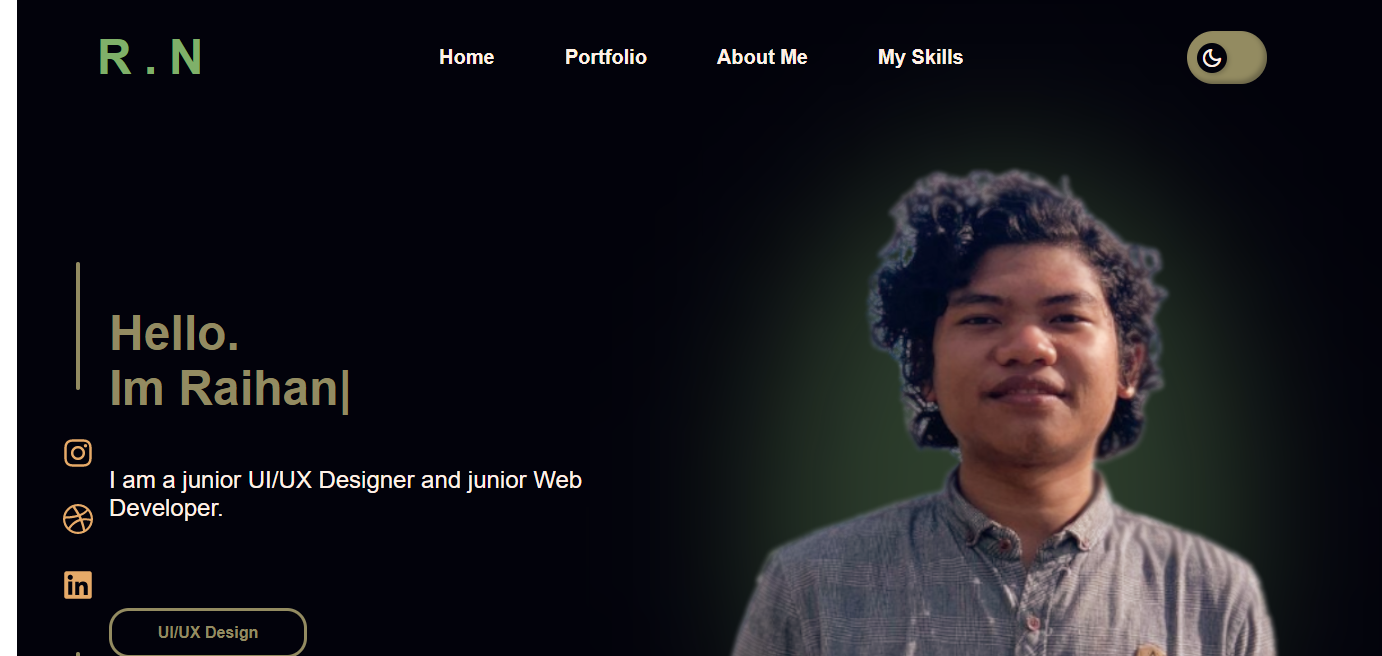 R . N
Home Portfolio About Me My Skills
Hello.
Im Raihan|
I am a junior UI/UX Designer and junior Web
Developer.
in
UI/UX Design